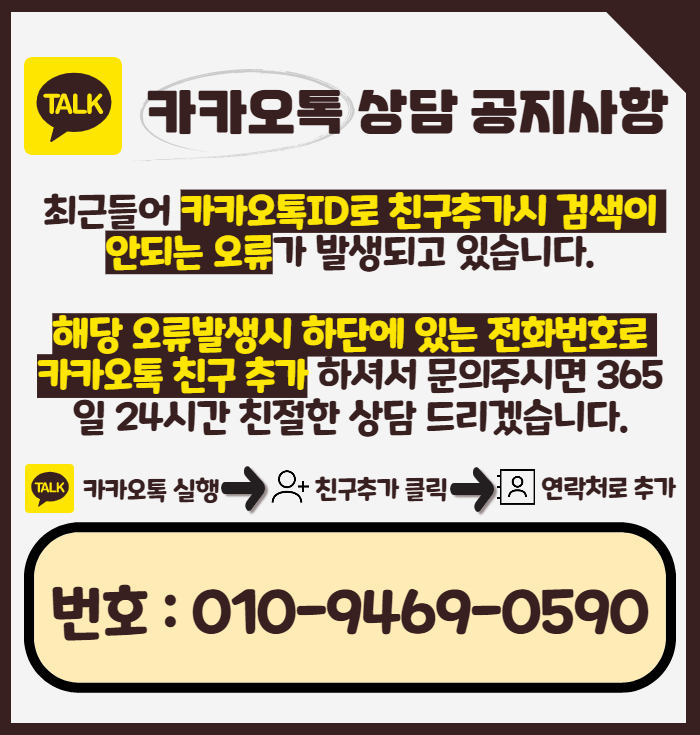 TALK
카카오톡 상담 공지사항
최근들어 카카오톡ID로 친구추가시 검색이
안되는 오류가 발생되고 있습니다.
해당 오류발생시 하단에 있는 전화번호로
카카오톡 친구 추가 하셔서 문의주시면 365
일 24시간 친절한 상담 드리겠습니다.
TALK 카카오톡 실행 친구추가 클릭 연락처로 추가
번호 : 010-9469-0590